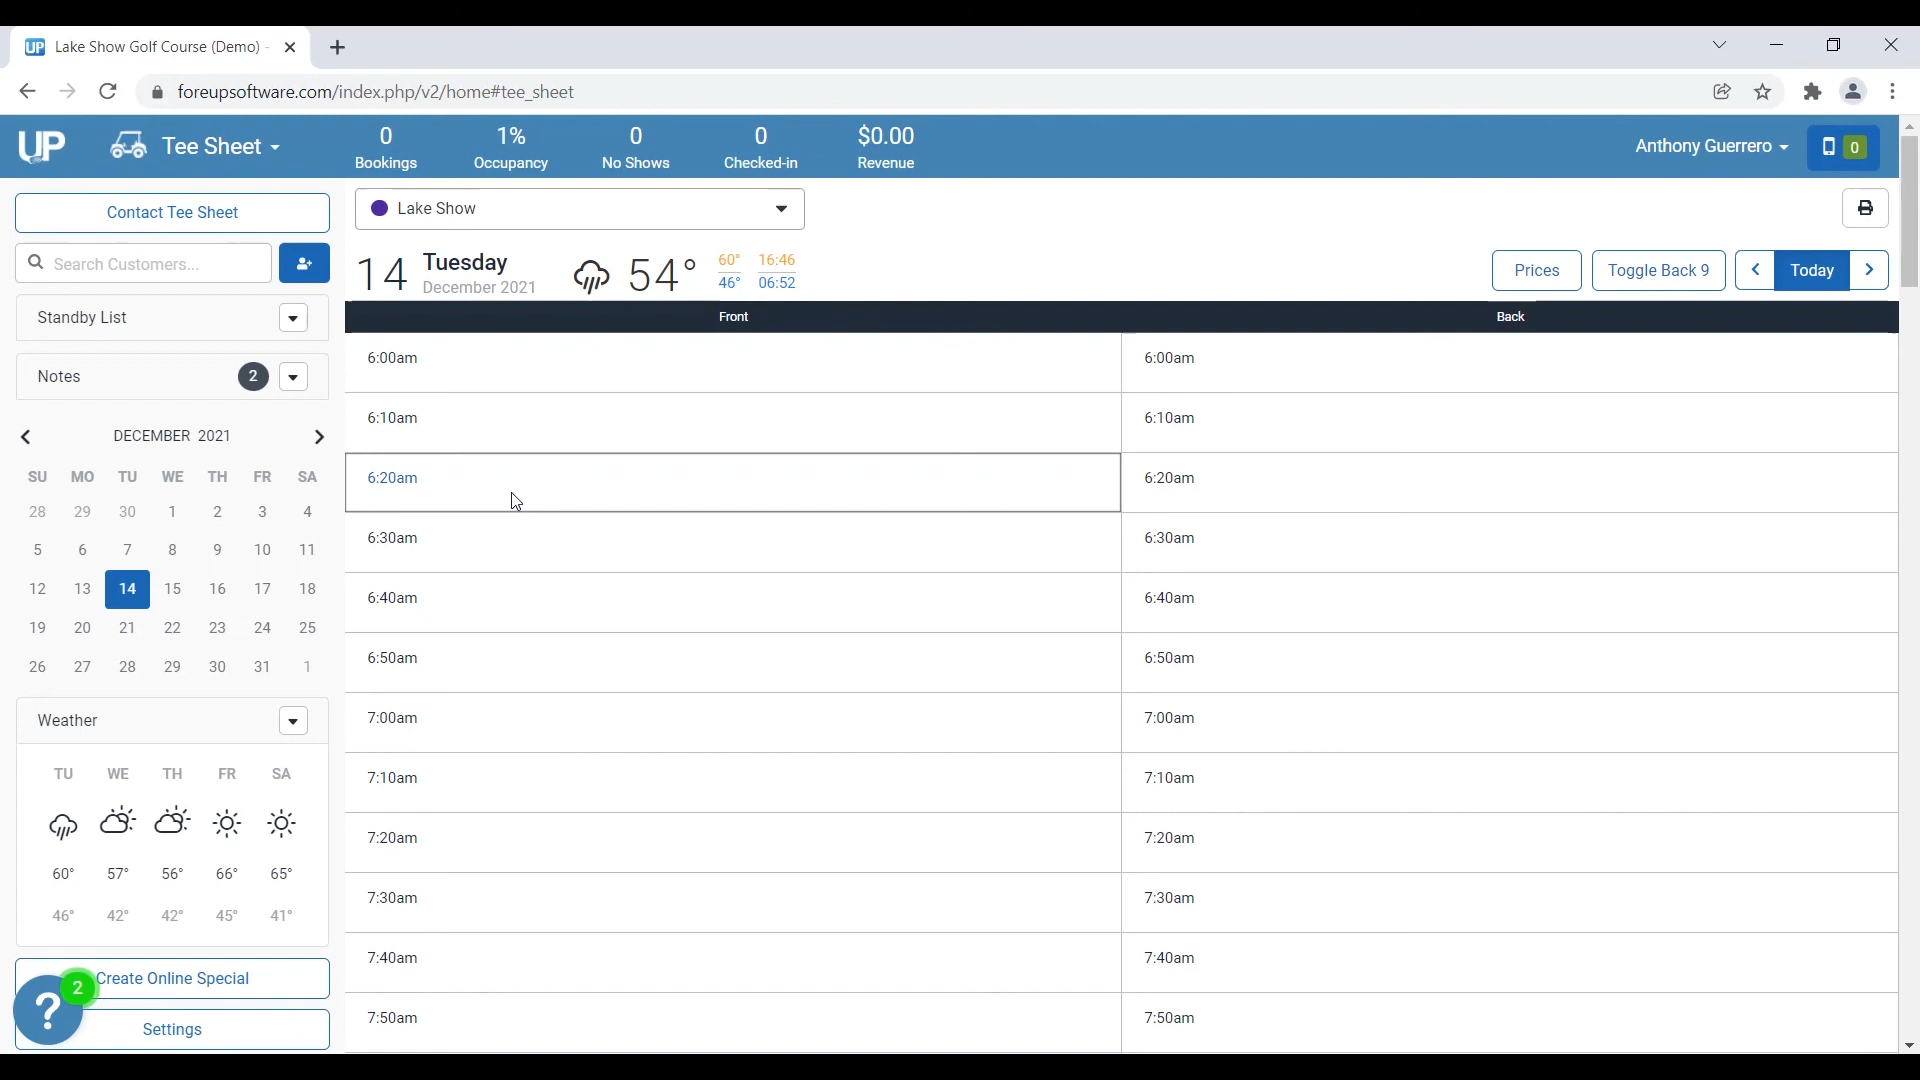 UP Lake Show Golf Course (Demo) -
foreupsoftware.com/index.php/v2/home#tee_sheet
UP Tee Sheet
0 Bookings
1% Occupancy
0 No Shows
0 Checked-in
$0.00 Revenue
Anthony Guerrero
0
Contact Tee Sheet
Search Customers...
Standby List
Notes 2
DECEMBER 2021
SU MO TU WE TH FR SA
28 29 30 1 2 3 4
5 6 7 8 9 10 11
12 13 14 15 16 17 18
19 20 21 22 23 24 25
26 27 28 29 30 31 1
Weather
TU WE TH FR SA
60° 57° 56° 66° 65°
46° 42° 42° 45° 41°
Create Online Special
? 2
Settings
Lake Show
14 Tuesday
December 2021
54°
60° 16:46
46° 06:52
Prices
Toggle Back 9
Today
Front Back
6:00am 6:00am
6:10am 6:10am
6:20am 6:20am
6:30am 6:30am
6:40am 6:40am
6:50am 6:50am
7:00am 7:00am
7:10am 7:10am
7:20am 7:20am
7:30am 7:30am
7:40am 7:40am
7:50am 7:50am